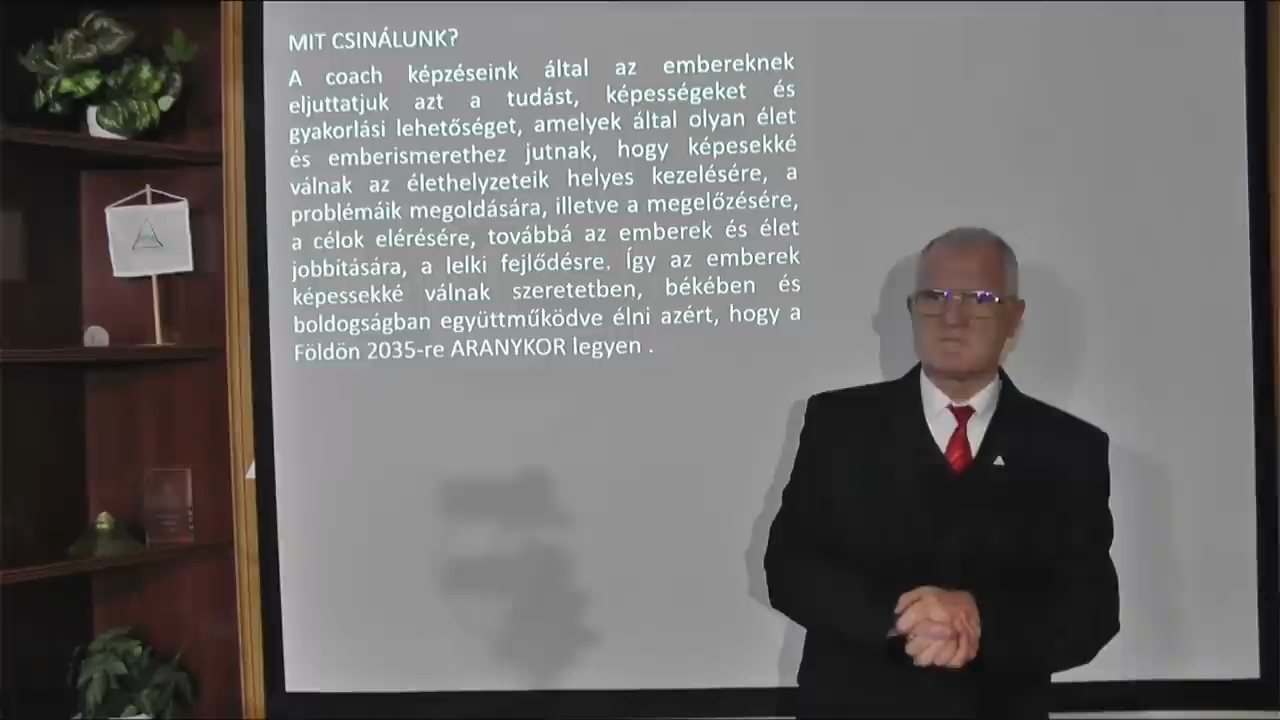 MIT CSINÁLUNK?
A coach képzéseink által az embereknek
eljuttatjuk azt a tudást, képességeket és
gyakorlási lehetőséget, amelyek által olyan élet
és emberismerethez jutnak, hogy képesekké
válnak az élethelyzeteik helyes kezelésére, a
problémáik megoldására, illetve a megelőzésére,
a célok elérésére, továbbá az emberek és élet
jobbítására, a lelki fejlődésre. Így az emberek
képessekké válnak szeretetben, békében és
boldogságban együttműködve élni azért, hogy a
Földön 2035-re ARANYKOR legyen .